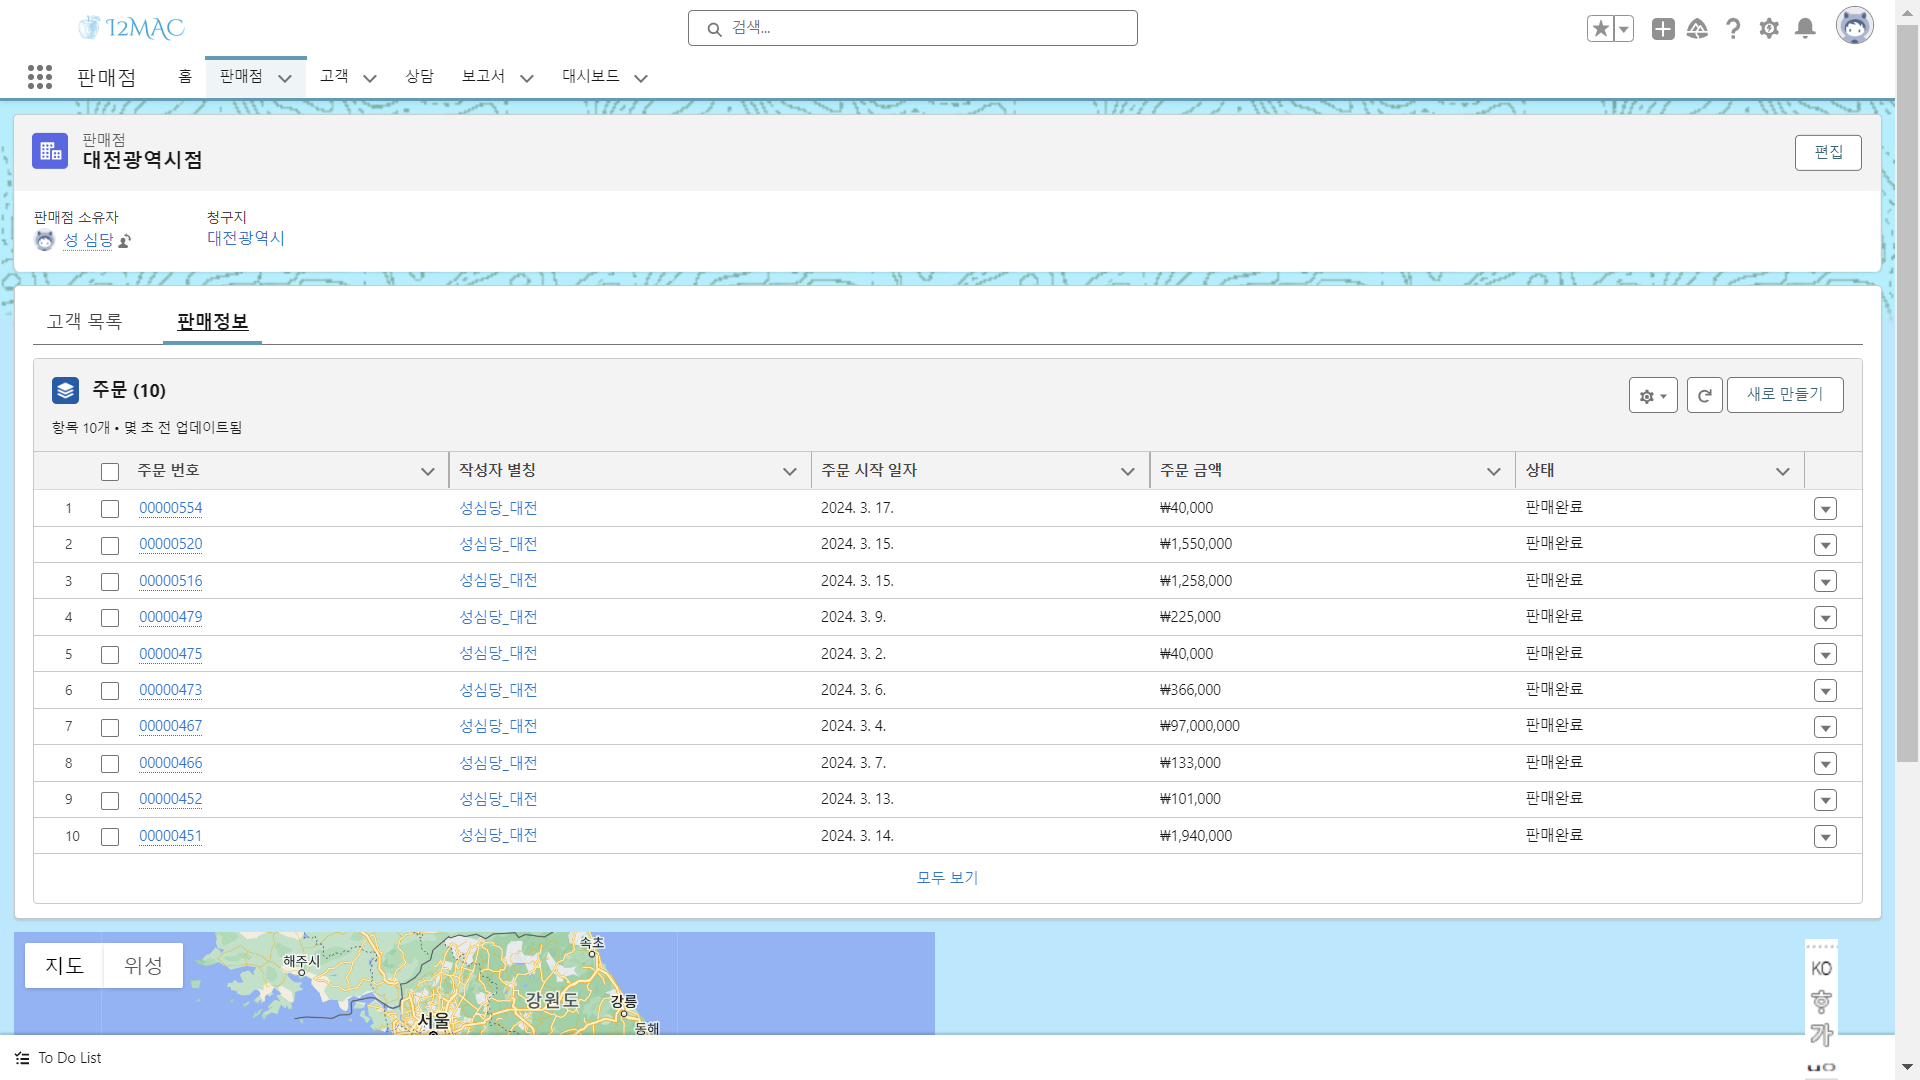 I2MAC
검색...
판매점
홈
판매점
고객
상담
보고서
대시보드
판매점
대전광역시점
편집
판매점 소유자
성 심당
청구지
대전광역시
고객 목록
판매정보
주문 (10)
항목 10개 • 몇 초 전 업데이트됨
새로 만들기
주문 번호 작성자 별칭 주문 시작 일자 주문 금액 상태
1 00000554 성심당_대전 2024. 3. 17. ₩40,000 판매완료
2 00000520 성심당_대전 2024. 3. 15. ₩1,550,000 판매완료
3 00000516 성심당_대전 2024. 3. 15. ₩1,258,000 판매완료
4 00000479 성심당_대전 2024. 3. 9. ₩225,000 판매완료
5 00000475 성심당_대전 2024. 3. 2. ₩40,000 판매완료
6 00000473 성심당_대전 2024. 3. 6. ₩366,000 판매완료
7 00000467 성심당_대전 2024. 3. 4. ₩97,000,000 판매완료
8 00000466 성심당_대전 2024. 3. 7. ₩133,000 판매완료
9 00000452 성심당_대전 2024. 3. 13. ₩101,000 판매완료
10 00000451 성심당_대전 2024. 3. 14. ₩1,940,000 판매완료
모두 보기
지도
위성
속초
해주시
강원도
강릉
서울
동해
KO
후
가
To Do List